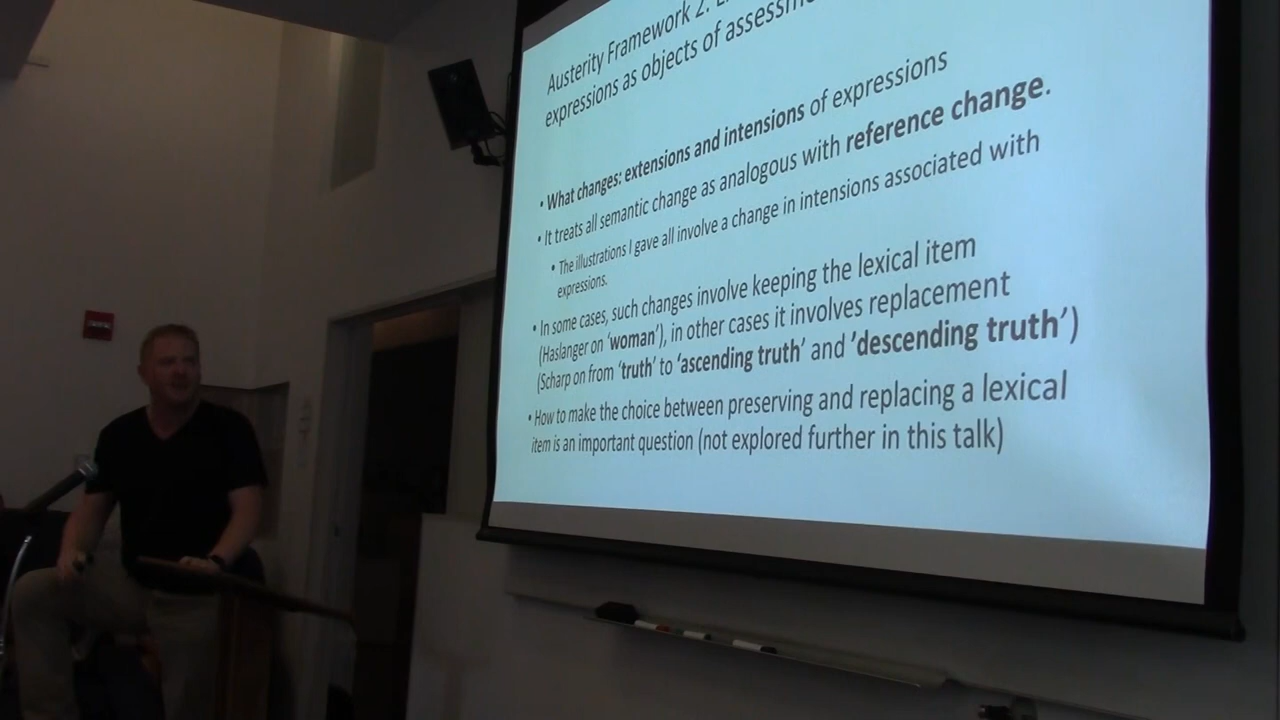 Austerity Framework 2:
expressions as objects of
• What changes: extensions and intensions of expressions
• It treats all semantic change as analogous with reference change.
• The illustrations I gave all involve a change in intensions associated with
expressions.
• In some cases, such changes involve keeping the lexical item
(Haslanger on 'woman'), in other cases it involves replacement
(Scharp on from 'truth' to 'ascending truth' and 'descending truth')
• How to make the choice between preserving and replacing a lexical
item is an important question (not explored further in this talk)